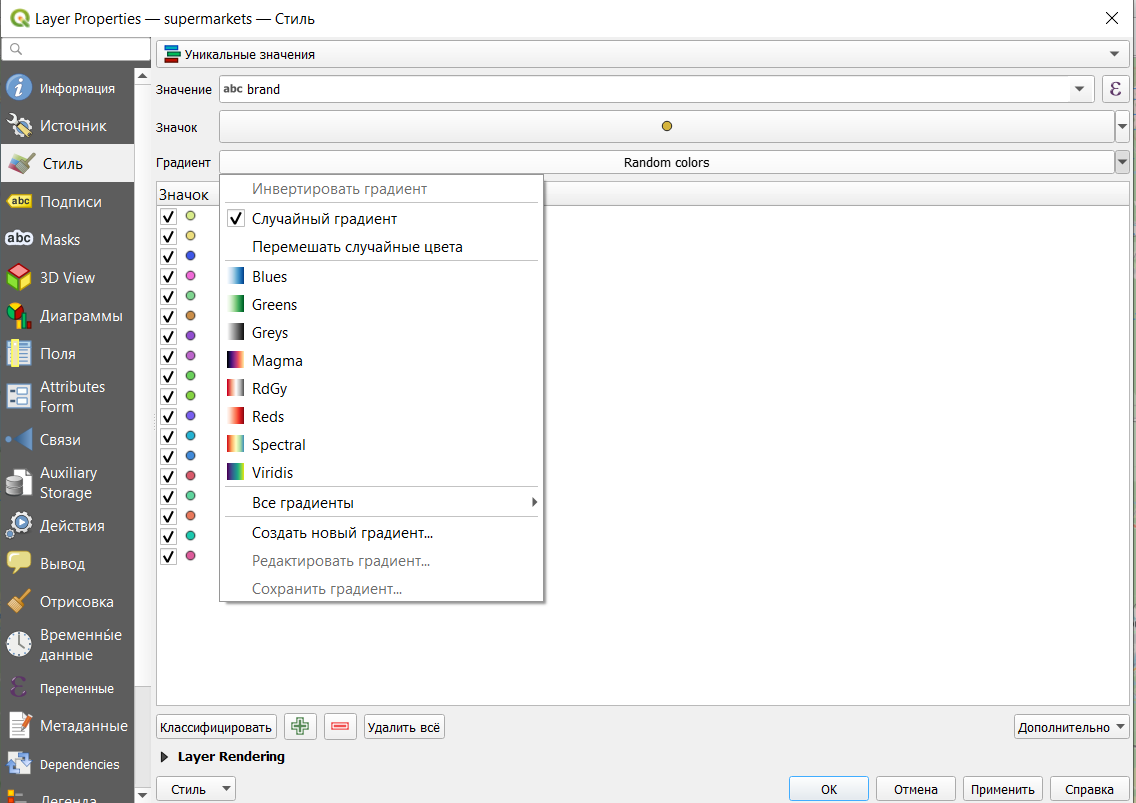 Layer Properties — supermarkets — Стиль
Уникальные значения
Информация
Значение
abc brand
ε
Источник
Значок
Стиль
Градиент
Random colors
abc Подписи
Значок
Инвертировать градиент
Случайный градиент
Перемешать случайные цвета
Blues
Greens
Greys
Magma
RdGy
Reds
Spectral
Viridis
Все градиенты
Создать новый градиент...
Редактировать градиент...
Сохранить градиент...
abc Masks
3D View
Диаграммы
Поля
Attributes
Form
Связи
Auxiliary
Storage
Действия
Вывод
Отрисовка
Временны́е
данные
ε Переменные
Метаданные
Dependencies
Легенда
Классифицировать
Удалить всё
Дополнительно
Layer Rendering
Стиль
OK
Отмена
Применить
Справка